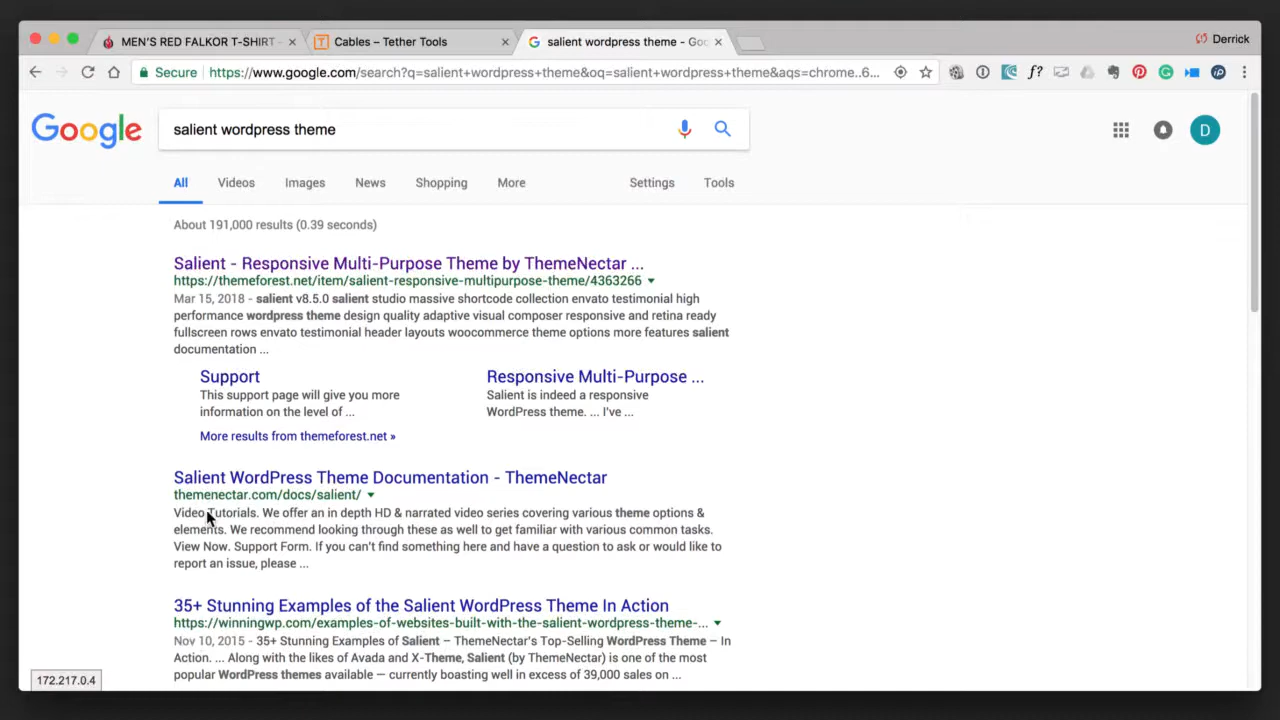 MEN'S RED FALKOR T-SHIRT -
Cables – Tether Tools
salient wordpress theme - Goo
Derrick
Secure
https://www.google.com/search?q=salient+wordpress+theme&oq=salient+wordpress+theme&aqs=chrome..6...
f?
Google
salient wordpress theme
D
All Videos Images News Shopping More Settings Tools
About 191,000 results (0.39 seconds)
Salient - Responsive Multi-Purpose Theme by ThemeNectar ...
https://themeforest.net/item/salient-responsive-multipurpose-theme/4363266
Mar 15, 2018 - salient v8.5.0 salient studio massive shortcode collection envato testimonial high
performance wordpress theme design quality adaptive visual composer responsive and retina ready
fullscreen rows envato testimonial header layouts woocommerce theme options more features salient
documentation ...
Support
This support page will give you more
information on the level of ...
Responsive Multi-Purpose ...
Salient is indeed a responsive
WordPress theme. ... I've ...
More results from themeforest.net »
Salient WordPress Theme Documentation - ThemeNectar
themenectar.com/docs/salient/
Video Tutorials. We offer an in depth HD & narrated video series covering various theme options &
elements. We recommend looking through these as well to get familiar with various common tasks.
View Now. Support Form. If you can't find something here and have a question to ask or would like to
report an issue, please ...
35+ Stunning Examples of the Salient WordPress Theme In Action
https://winningwp.com/examples-of-websites-built-with-the-salient-wordpress-theme-...
Nov 10, 2015 - 35+ Stunning Examples of Salient – ThemeNectar's Top-Selling WordPress Theme – In
Action. ... Along with the likes of Avada and X-Theme, Salient (by ThemeNectar) is one of the most
popular WordPress themes available — currently boasting well in excess of 39,000 sales on ...
172.217.0.4